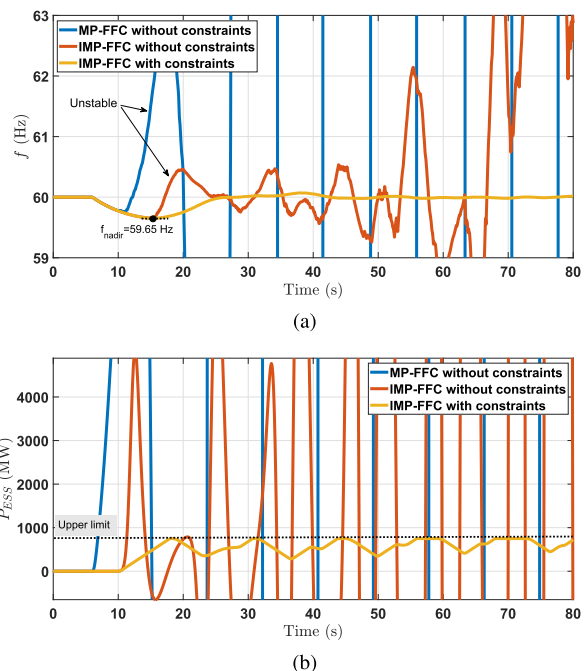 63
62
61
60
59
f (Hz)
MP-FFC without constraints
IMP-FFC without constraints
IMP-FFC with constraints
Unstable
fnadir=59.65 Hz
0 10 20 30 40 50 60 70 80
Time (s)
(a)
4000
3000
2000
1000
0
PESS (MW)
MP-FFC without constraints
IMP-FFC without constraints
IMP-FFC with constraints
Upper limit
0 10 20 30 40 50 60 70 80
Time (s)
(b)